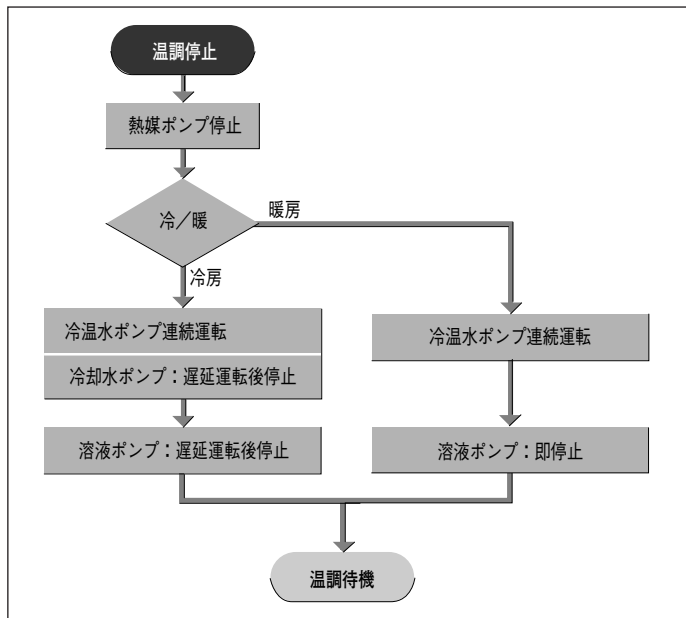 温調停止
熱媒ポンプ停止
冷／暖
暖房
冷房
冷温水ポンプ連続運転
冷却水ポンプ：遅延運転後停止
溶液ポンプ：遅延運転後停止
冷温水ポンプ連続運転
溶液ポンプ：即停止
温調待機